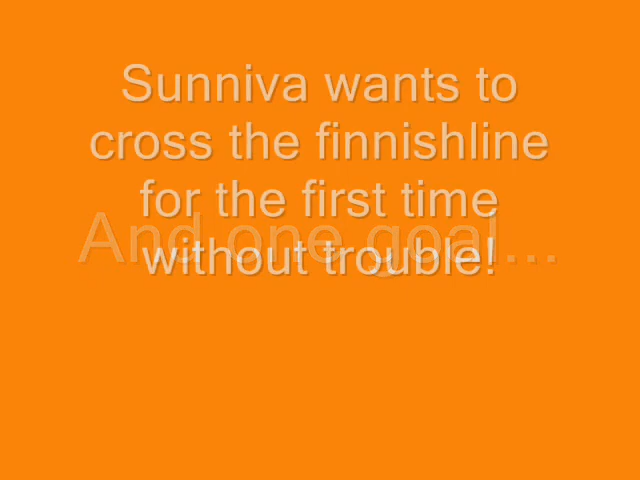 Sunniva wants to
cross the finnishline
for the first time
And one goal...
without trouble!